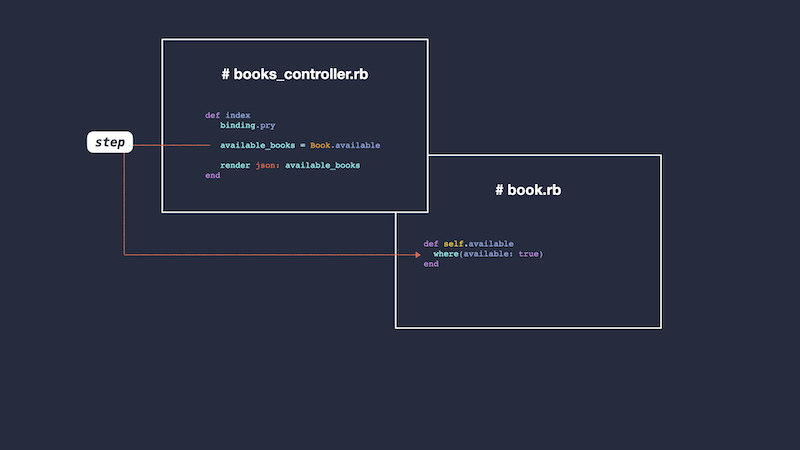 # books_controller.rb
def index
binding.pry
step
available_books = Book.available
render json: available_books
end
# book.rb
def self.available
where(available: true)
end